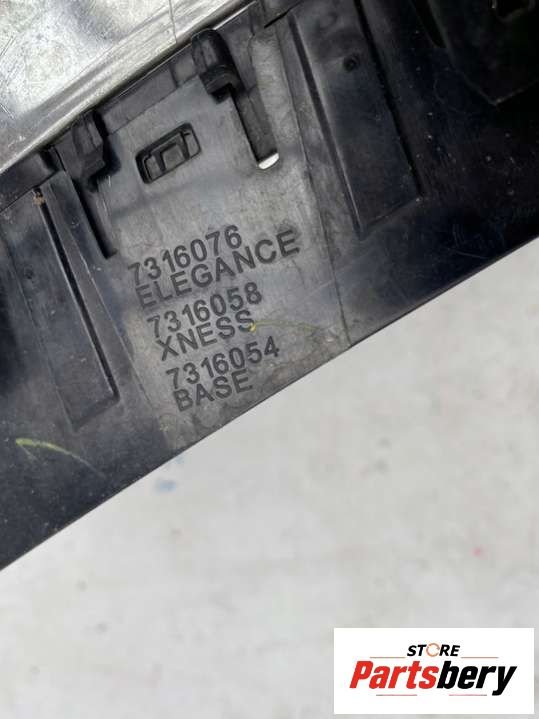 7316076
ELEGANCE
7316058
XNESS
7316054
BASE
STORE
Partsbery